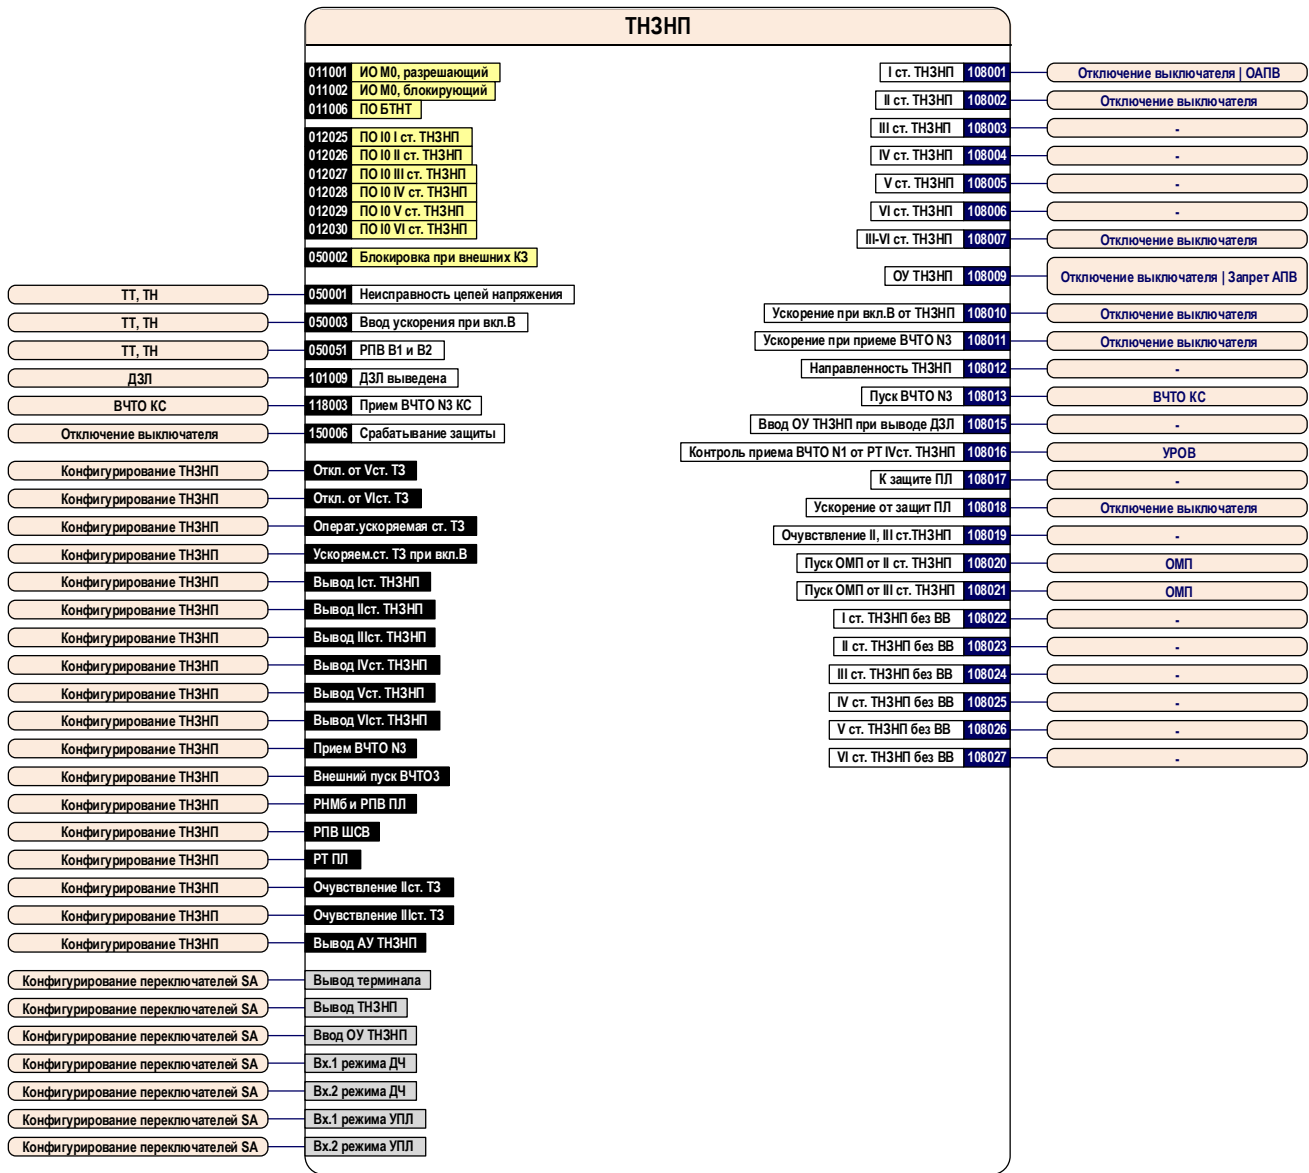 ТНЗНП
011001 ИО М0, разрешающий
011002 ИО М0, блокирующий
011006 ПО БТНТ
012025 ПО I0 I ст. ТНЗНП
012026 ПО I0 II ст. ТНЗНП
012027 ПО I0 III ст. ТНЗНП
012028 ПО I0 IV ст. ТНЗНП
012029 ПО I0 V ст. ТНЗНП
012030 ПО I0 VI ст. ТНЗНП
050002 Блокировка при внешних КЗ
ТТ, ТН 050001 Неисправность цепей напряжения
ТТ, ТН 050003 Ввод ускорения при вкл.В
ТТ, ТН 050051 РПВ В1 и В2
ДЗЛ 101009 ДЗЛ выведена
ВЧТО КС 118003 Прием ВЧТО N3 КС
Отключение выключателя 150006 Срабатывание защиты
Конфигурирование ТНЗНП Откл. от Vст. ТЗ
Конфигурирование ТНЗНП Откл. от VIст. ТЗ
Конфигурирование ТНЗНП Операт.ускоряемая ст. ТЗ
Конфигурирование ТНЗНП Ускоряем.ст. ТЗ при вкл.В
Конфигурирование ТНЗНП Вывод Iст. ТНЗНП
Конфигурирование ТНЗНП Вывод IIст. ТНЗНП
Конфигурирование ТНЗНП Вывод IIIст. ТНЗНП
Конфигурирование ТНЗНП Вывод IVст. ТНЗНП
Конфигурирование ТНЗНП Вывод Vст. ТНЗНП
Конфигурирование ТНЗНП Вывод VIст. ТНЗНП
Конфигурирование ТНЗНП Прием ВЧТО N3
Конфигурирование ТНЗНП Внешний пуск ВЧТО3
Конфигурирование ТНЗНП РНМб и РПВ ПЛ
Конфигурирование ТНЗНП РПВ ШСВ
Конфигурирование ТНЗНП РТ ПЛ
Конфигурирование ТНЗНП Очувствление IIст. ТЗ
Конфигурирование ТНЗНП Очувствление IIIст. ТЗ
Конфигурирование ТНЗНП Вывод АУ ТНЗНП
Конфигурирование переключателей SA Вывод терминала
Конфигурирование переключателей SA Вывод ТНЗНП
Конфигурирование переключателей SA Ввод ОУ ТНЗНП
Конфигурирование переключателей SA Вх.1 режима ДЧ
Конфигурирование переключателей SA Вх.2 режима ДЧ
Конфигурирование переключателей SA Вх.1 режима УПЛ
Конфигурирование переключателей SA Вх.2 режима УПЛ
I ст. ТНЗНП 108001 Отключение выключателя | ОАПВ
II ст. ТНЗНП 108002 Отключение выключателя
III ст. ТНЗНП 108003 -
IV ст. ТНЗНП 108004 -
V ст. ТНЗНП 108005 -
VI ст. ТНЗНП 108006 -
III-VI ст. ТНЗНП 108007 Отключение выключателя
ОУ ТНЗНП 108009 Отключение выключателя | Запрет АПВ
Ускорение при вкл.В от ТНЗНП 108010 Отключение выключателя
Ускорение при приеме ВЧТО N3 108011 Отключение выключателя
Направленность ТНЗНП 108012 -
Пуск ВЧТО N3 108013 ВЧТО КС
Ввод ОУ ТНЗНП при выводе ДЗЛ 108015 -
Контроль приема ВЧТО N1 от РТ IVст. ТНЗНП 108016 УРОВ
К защите ПЛ 108017 -
Ускорение от защит ПЛ 108018 Отключение выключателя
Очувствление II, III ст.ТНЗНП 108019 -
Пуск ОМП от II ст. ТНЗНП 108020 ОМП
Пуск ОМП от III ст. ТНЗНП 108021 ОМП
I ст. ТНЗНП без ВВ 108022 -
II ст. ТНЗНП без ВВ 108023 -
III ст. ТНЗНП без ВВ 108024 -
IV ст. ТНЗНП без ВВ 108025 -
V ст. ТНЗНП без ВВ 108026 -
VI ст. ТНЗНП без ВВ 108027 -